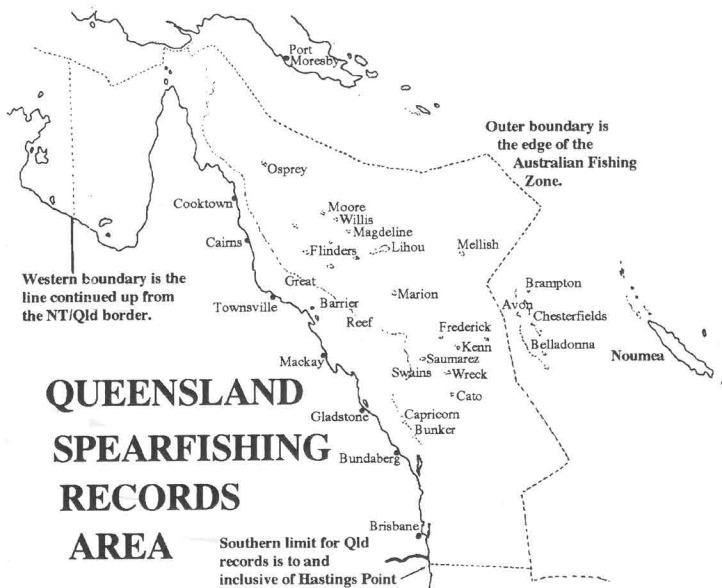 Port
Moresby
Outer boundary is
the edge of the
Australian Fishing
Zone.
Osprey
Cooktown
Moore
Willis
Magdeline
Cairns
Flinders
Lihou
Mellish
Western boundary is the
line continued up from
the NT/Qld border.
Great
Barrier
Reef
Townsville
Marion
Brampton
Avon
Chesterfields
Frederick
Kenn
Belladonna
Noumea
Mackay
Saumarez
Swains
Wreck
Cato
QUEENSLAND
SPEARFISHING
RECORDS
AREA
Gladstone
Capricorn
Bunker
Bundaberg
Brisbane
Southern limit for Qld
records is to and
inclusive of Hastings Point